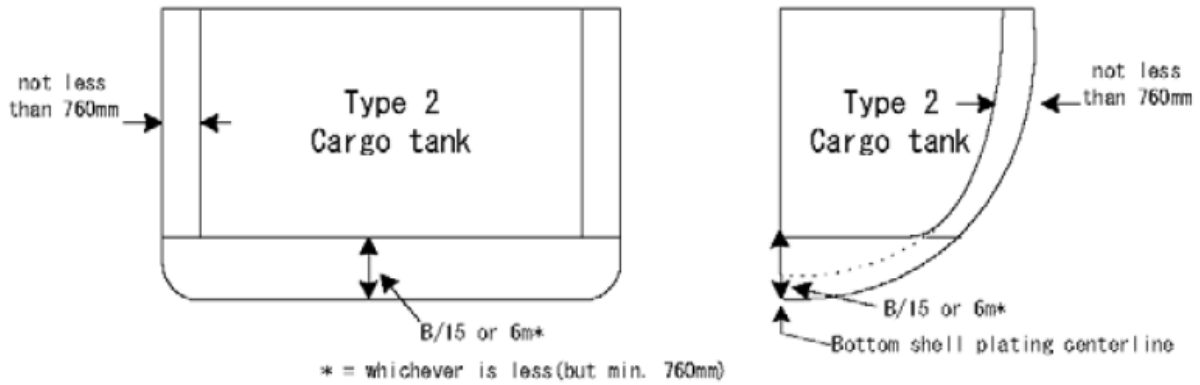 not less
than 760mm
Type 2
Cargo tank
B/15 or 6m*
* = whichever is less(but min. 760mm)
Type 2
Cargo tank
not less
than 760mm
B/15 or 6m*
Bottom shell plating centerline